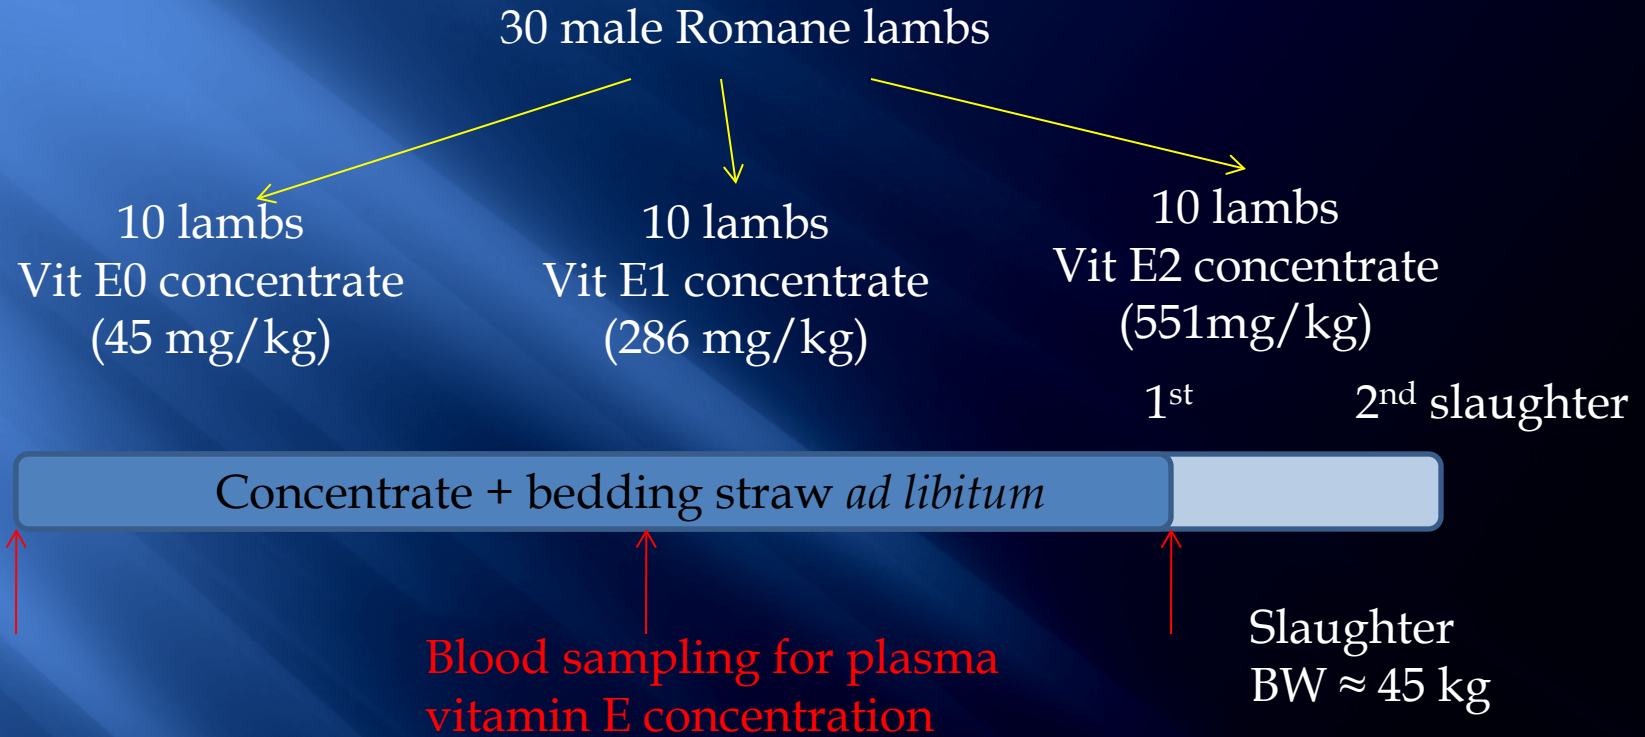 30 male Romane lambs
10 lambs
Vit E0 concentrate
(45 mg/kg)
10 lambs
Vit E1 concentrate
(286 mg/kg)
10 lambs
Vit E2 concentrate
(551mg/kg)
1st
2nd slaughter
Concentrate + bedding straw ad libitum
Blood sampling for plasma
vitamin E concentration
Slaughter
BW ≈ 45 kg